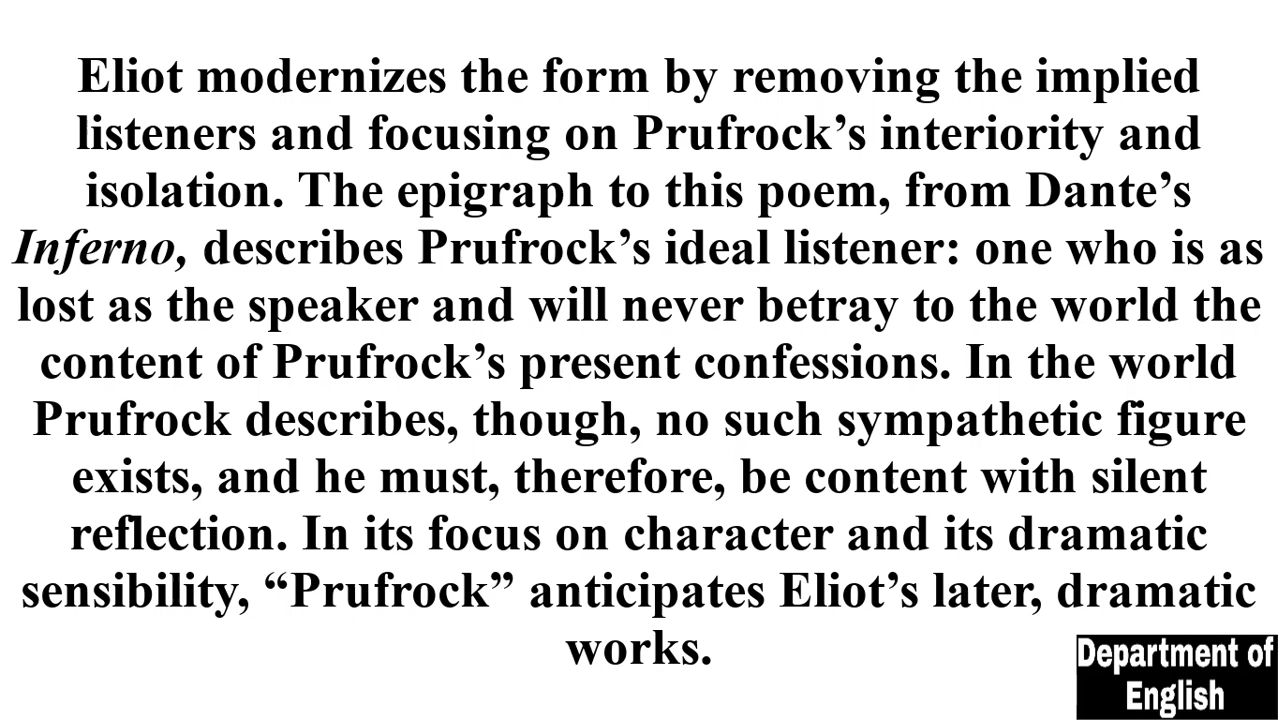 Eliot modernizes the form by removing the implied
listeners and focusing on Prufrock’s interiority and
isolation. The epigraph to this poem, from Dante’s
Inferno, describes Prufrock’s ideal listener: one who is as
lost as the speaker and will never betray to the world the
content of Prufrock’s present confessions. In the world
Prufrock describes, though, no such sympathetic figure
exists, and he must, therefore, be content with silent
reflection. In its focus on character and its dramatic
sensibility, “Prufrock” anticipates Eliot’s later, dramatic
works.
Department of
English